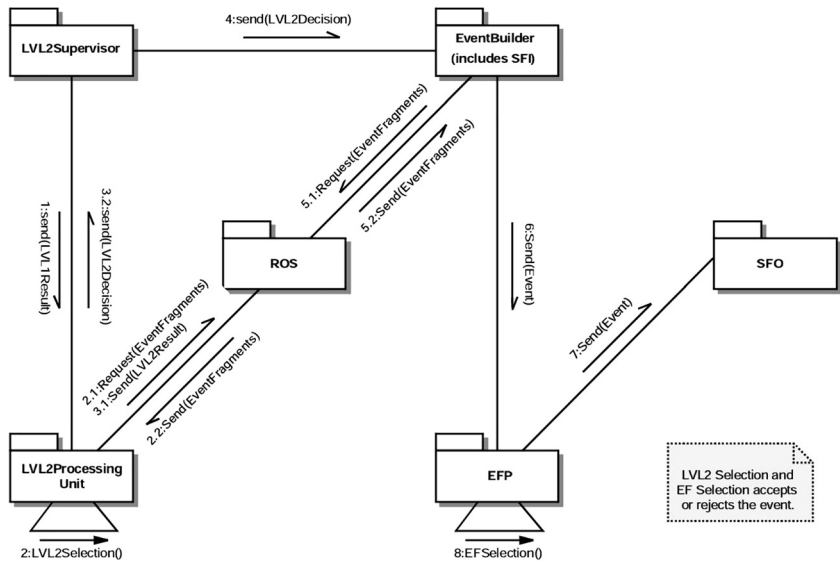 4:send(LVL2Decision)
LVL2Supervisor
EventBuilder
(includes SFI)
5.1:Request(EventFragments)
5.2:Send(EventFragments)
1:send(LVL1Result)
3.2:send(LVL2Decision)
6:Send(Event)
ROS
SFO
2.1:Request(EventFragments)
3.1:Send(LVL2Result)
2.2:Send(EventFragments)
7:Send(Event)
LVL2Processing
Unit
EFP
LVL2 Selection and
EF Selection accepts
or rejects the event.
2:LVL2Selection()
8:EFSelection()